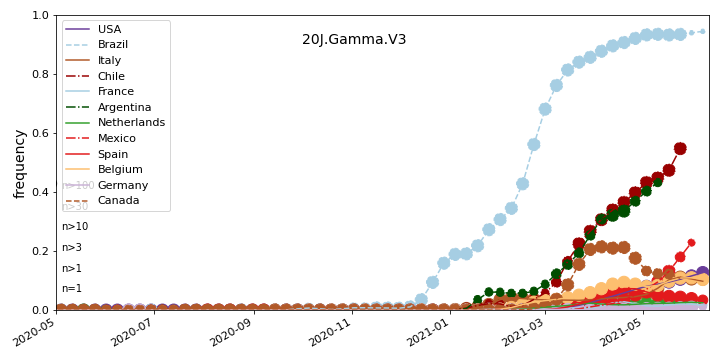 20J.Gamma.V3
frequency
1.0
0.8
0.6
0.4
0.2
0.0
USA
Brazil
Italy
Chile
France
Argentina
Netherlands
Mexico
Spain
Belgium
Germany
Canada
n>100
n>30
n>10
n>3
n>1
n=1
2020-05
2020-07
2020-09
2020-11
2021-01
2021-03
2021-05